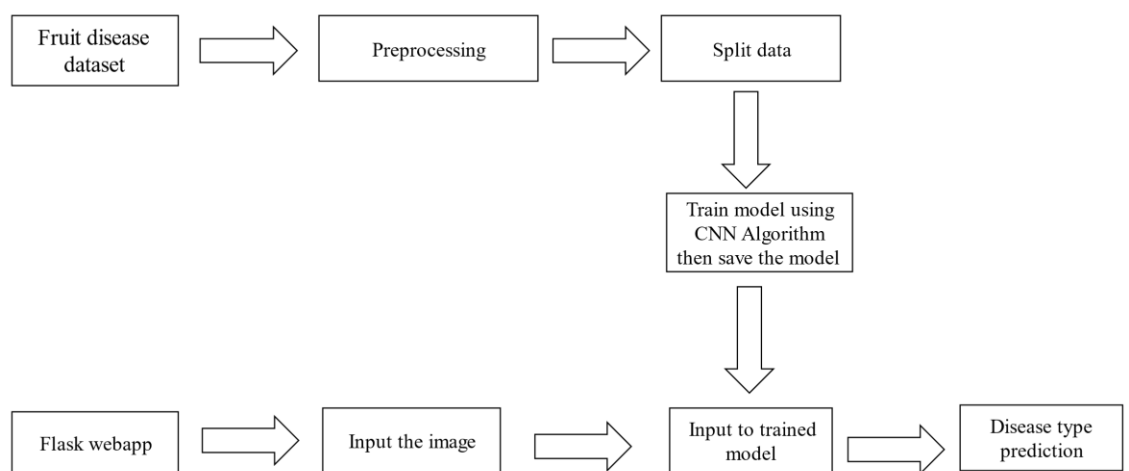 Fruit disease
dataset
Preprocessing
Split data
Train model using
CNN Algorithm
then save the model
Flask webapp
Input the image
Input to trained
model
Disease type
prediction